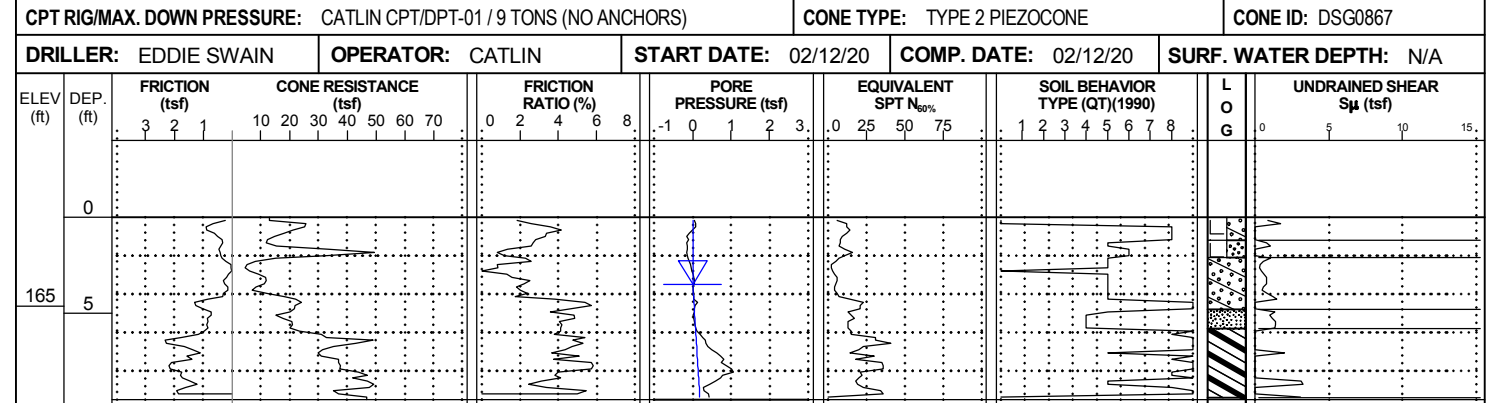 CPT RIG/MAX. DOWN PRESSURE: CATLIN CPT/DPT-01 / 9 TONS (NO ANCHORS) CONE TYPE: TYPE 2 PIEZOCONE CONE ID: DSG0867
DRILLER: EDDIE SWAIN OPERATOR: CATLIN START DATE: 02/12/20 COMP. DATE: 02/12/20 SURF. WATER DEPTH: N/A
ELEV (ft)
DEP. (ft)
FRICTION (tsf)
3 2 1
CONE RESISTANCE (tsf)
10 20 30 40 50 60 70
FRICTION RATIO (%)
0 2 4 6 8
PORE PRESSURE (tsf)
-1 0 1 2 3
EQUIVALENT SPT N60%
0 25 50 75
SOIL BEHAVIOR TYPE (QT)(1990)
1 2 3 4 5 6 7 8
L
O
G
UNDRAINED SHEAR Sμ (tsf)
0 5 10 15
0
165
5